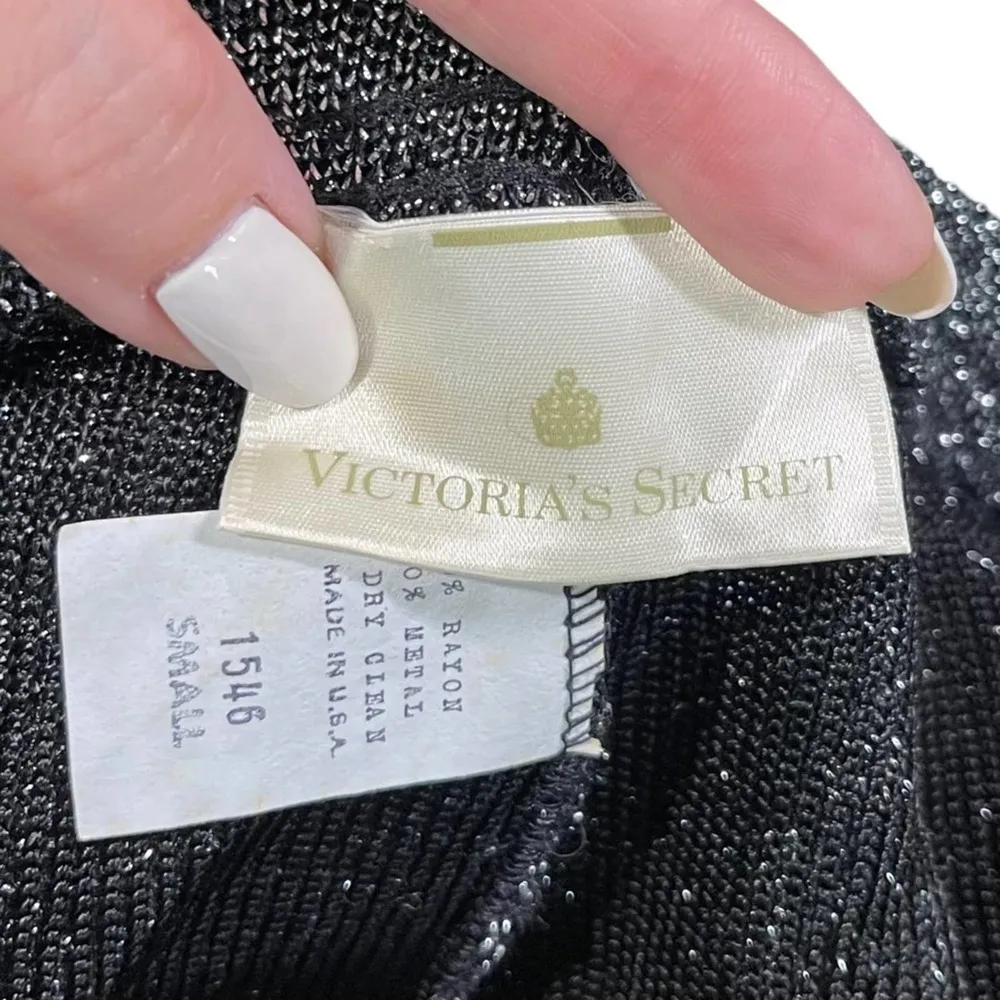 VICTORIA'S SECRET
% RAYON
0% METAL
DRY CLEAN
MADE IN U.S.A.
1546
SMALL